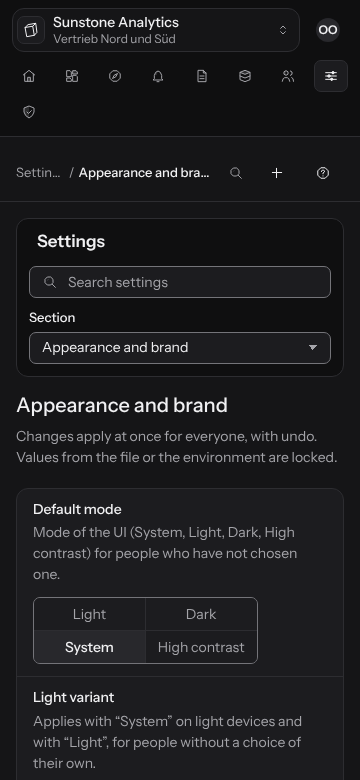 Sunstone Analytics
Vertrieb Nord und Süd
OO
Settin... / Appearance and bra...
Settings
Search settings
Section
Appearance and brand
Appearance and brand
Changes apply at once for everyone, with undo.
Values from the file or the environment are locked.
Default mode
Mode of the UI (System, Light, Dark, High
contrast) for people who have not chosen
one.
Light Dark
System High contrast
Light variant
Applies with “System” on light devices and
with “Light”, for people without a choice of
their own.